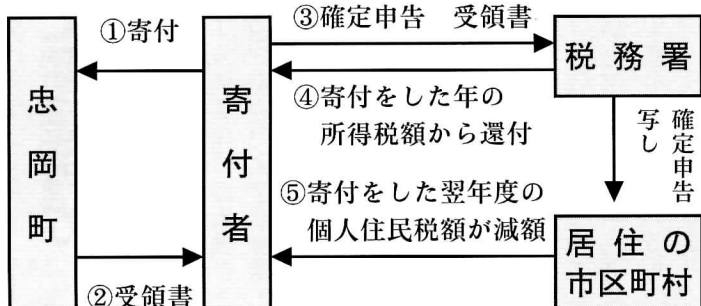 ①寄付
忠岡町
②受領書
寄付者
③確定申告 受領書
④寄付をした年の
所得税額から還付
⑤寄付をした翌年度の
個人住民税額が減額
税務署
確定申告
写し
居住の
市区町村